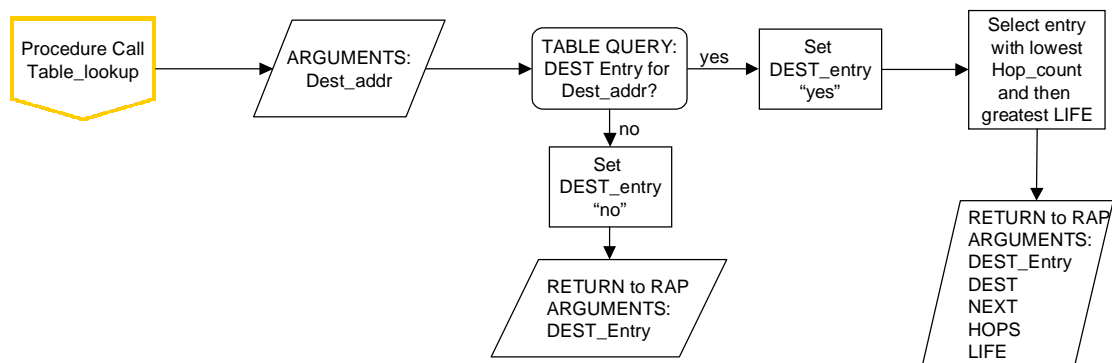 Procedure Call
Table_lookup
ARGUMENTS:
Dest_addr
TABLE QUERY:
DEST Entry for
Dest_addr?
yes
Set
DEST_entry
“yes”
Select entry
with lowest
Hop_count
and then
greatest LIFE
no
Set
DEST_entry
“no”
RETURN to RAP
ARGUMENTS:
DEST_Entry
RETURN to RAP
ARGUMENTS:
DEST_Entry
DEST
NEXT
HOPS
LIFE